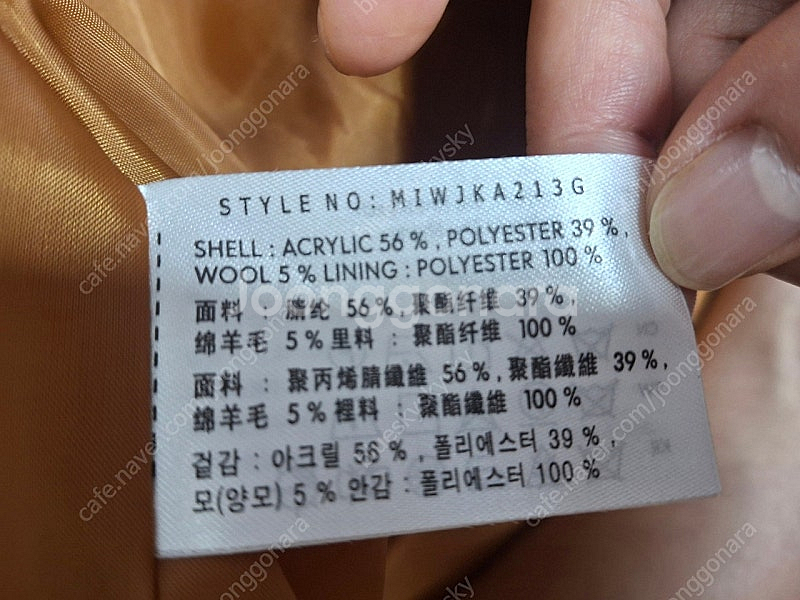 STYLE NO: MIWJKA213G
SHELL : ACRYLIC 56 % , POLYESTER 39 % ,
WOOL 5 % LINING : POLYESTER 100 %
面料 : 腈纶 56 % , 聚酯纤维 39 % ,
绵羊毛 5 % 里料 : 聚酯纤维 100 %
面料 : 聚丙烯腈纖維 56 % , 聚酯纖維 39 % ,
绵羊毛 5 % 裡料 : 聚酯纖維 100 %
겉감 : 아크릴 56 % , 폴리에스터 39 % ,
모(양모) 5 % 안감 : 폴리에스터 100 %
Joonggonara